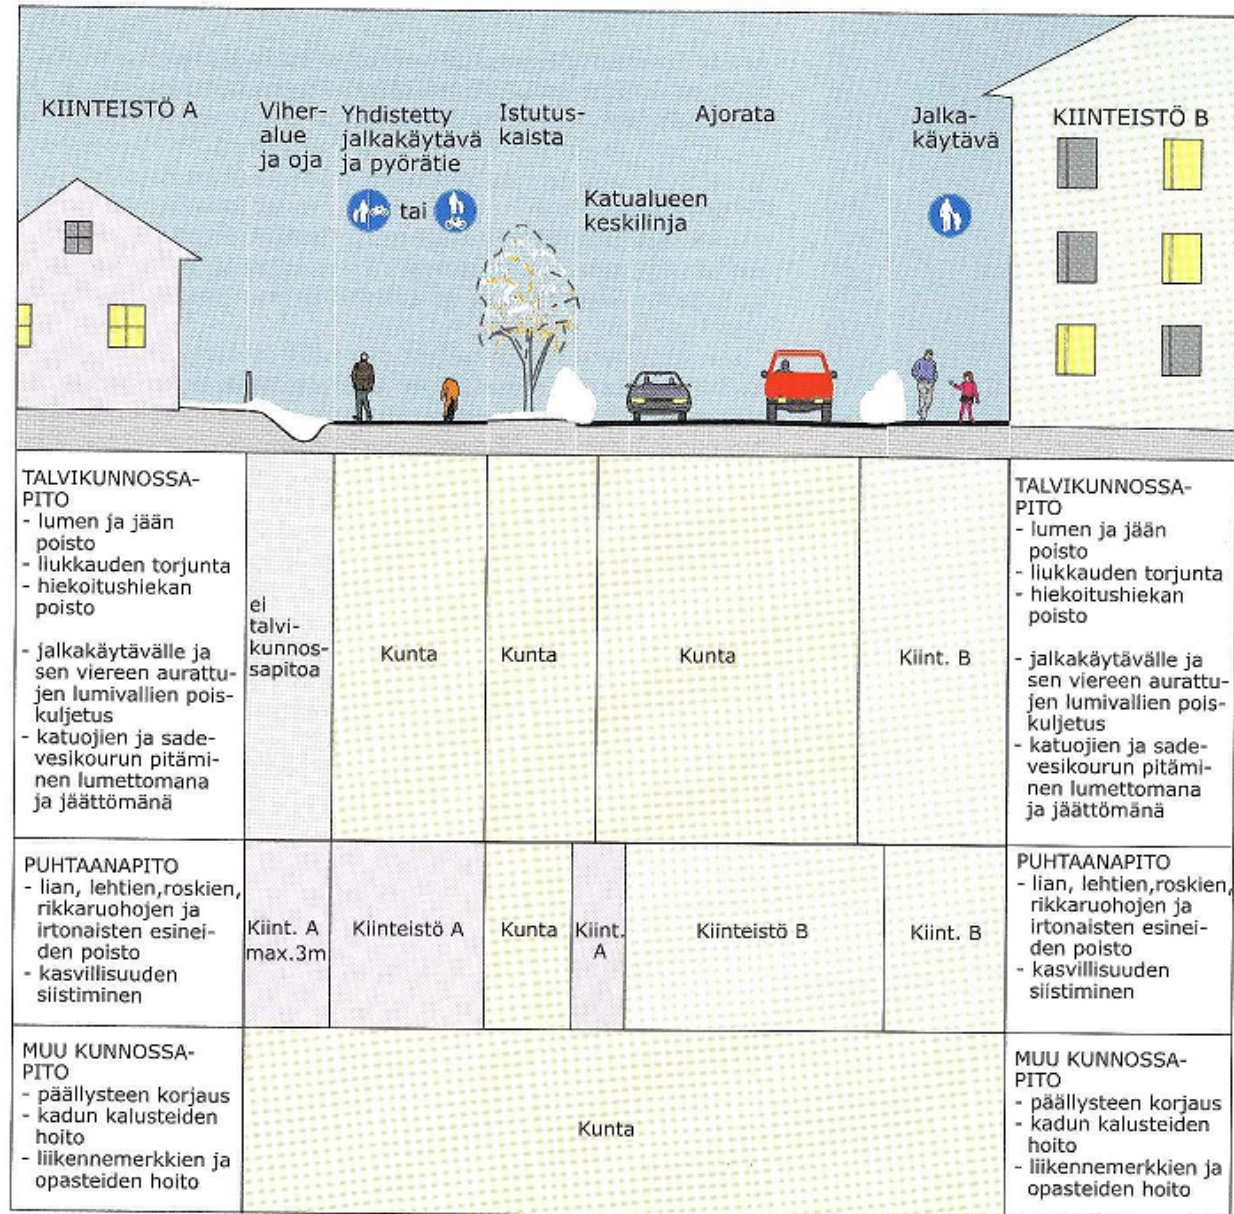 KIINTEISTÖ A
Viher-
alue
ja oja
Yhdistetty
jalkakäytävä
ja pyörätie
tai
Istutus-
kaista
Katualueen
keskilinja
Ajorata
Jalka-
käytävä
KIINTEISTÖ B
TALVIKUNNOSSA-
PITO
- lumen ja jään
poisto
- liukkauden torjunta
- hiekoitushiekan
poisto
- jalkakäytävälle ja
sen viereen aurattu-
jen lumivallien pois-
kuljetus
- katuojien ja sade-
vesikourun pitämi-
nen lumettomana
ja jäättömänä
ei
talvi-
kunnos-
sapitoa
Kunta
Kunta
Kunta
Kiint. B
TALVIKUNNOSSA-
PITO
- lumen ja jään
poisto
- liukkauden torjunta
- hiekoitushiekan
poisto
- jalkakäytävälle ja
sen viereen aurattu-
jen lumivallien pois-
kuljetus
- katuojien ja sade-
vesikourun pitämi-
nen lumettomana
ja jäättömänä
PUHTAANAPITO
- lian, lehtien,roskien,
rikkaruohojen ja
irtonaisten esinei-
den poisto
- kasvillisuuden
siistiminen
Kiint. A
max.3m
Kiinteistö A
Kunta
Kiint.
A
Kiinteistö B
Kiint. B
PUHTAANAPITO
- lian, lehtien,roskien,
rikkaruohojen ja
irtonaisten esinei-
den poisto
- kasvillisuuden
siistiminen
MUU KUNNOSSA-
PITO
- päällysteen korjaus
- kadun kalusteiden
hoito
- liikennemerkkien ja
opasteiden hoito
Kunta
MUU KUNNOSSA-
PITO
- päällysteen korjaus
- kadun kalusteiden
hoito
- liikennemerkkien ja
opasteiden hoito